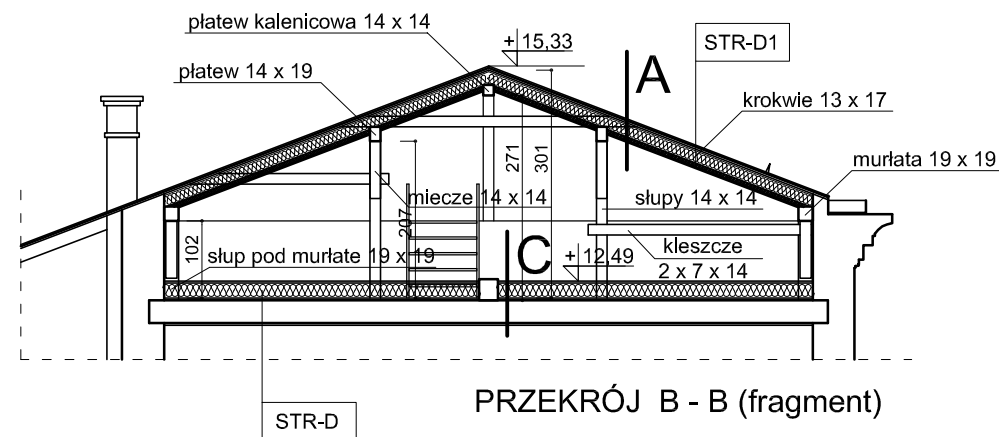 płatew kalenicowa 14 x 14
+ 15,33
STR-D1
A
płatew 14 x 19
krokwie 13 x 17
murłata 19 x 19
271
301
miecze 14 x 14
słupy 14 x 14
207
102
słup pod murłate 19 x 19
C
+ 12,49
kleszcze
2 x 7 x 14
PRZEKRÓJ B - B (fragment)
STR-D